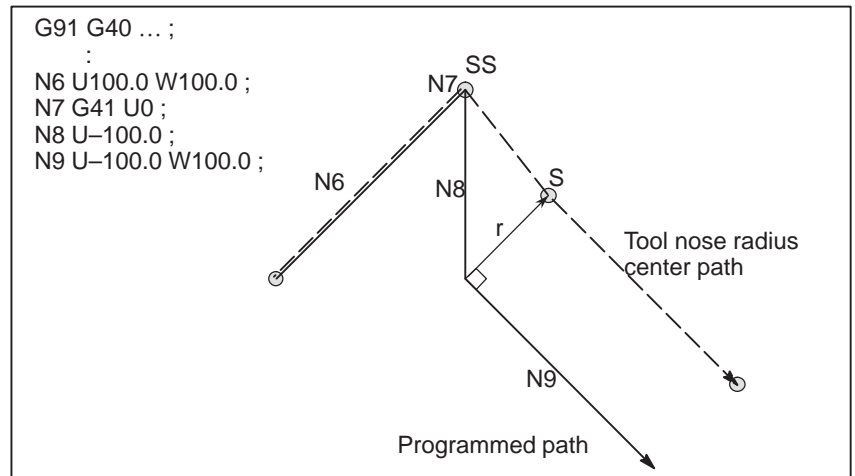 G91 G40 … ;
:
N6 U100.0 W100.0 ;
N7 G41 U0 ;
N8 U–100.0 ;
N9 U–100.0 W100.0 ;
SS
N7
N6
N8
S
r
Tool nose radius
center path
N9
Programmed path